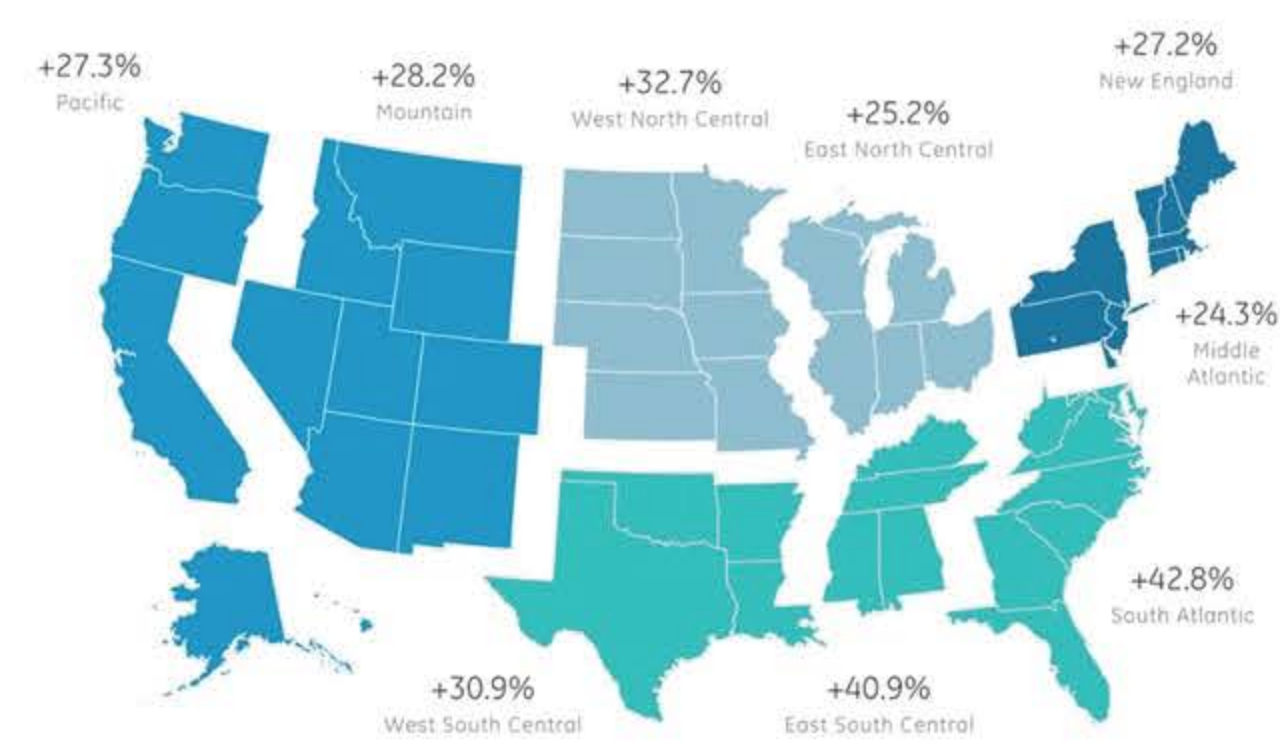 +27.3%
Pacific
+28.2%
Mountain
+32.7%
West North Central
+25.2%
East North Central
+27.2%
New England
+24.3%
Middle
Atlantic
+42.8%
South Atlantic
+30.9%
West South Central
+40.9%
East South Central